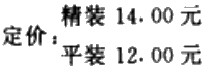 精装 14.00 元
定价：
平装 12.00 元